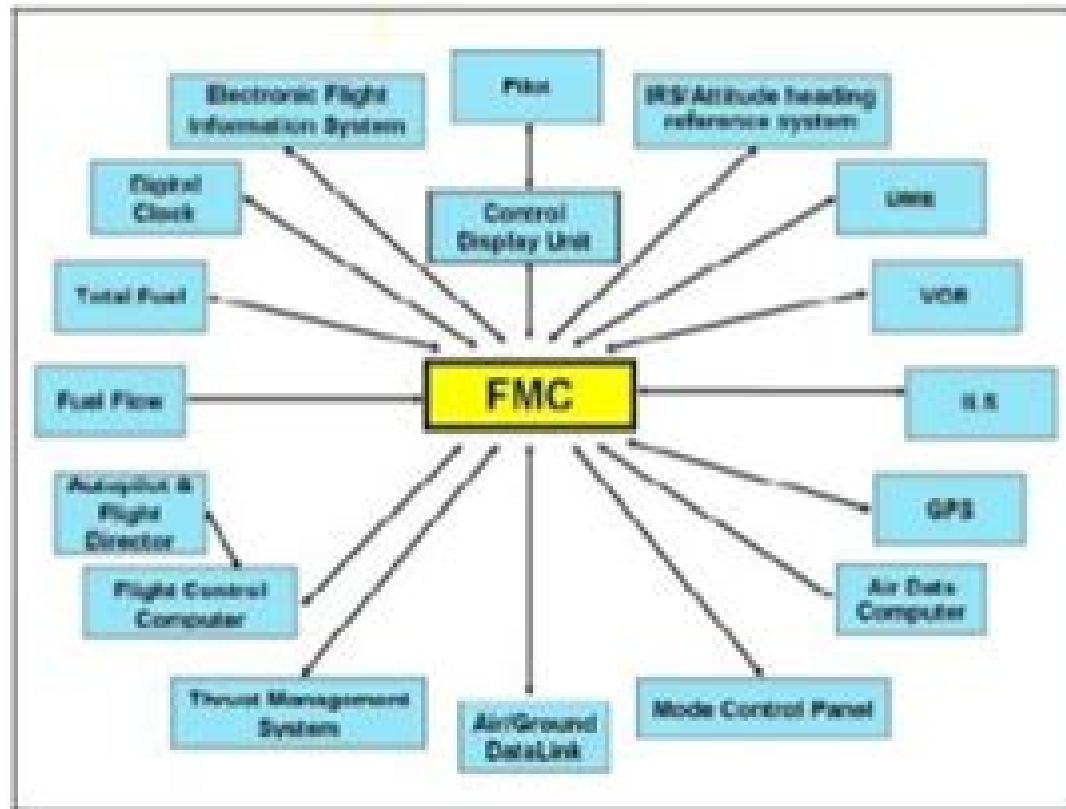 Pilot
Electronic Flight
Information System
IRS/Attitude heading
reference system
Digital
Clock
Control
Display Unit
Total Fuel
VOR
FMC
Fuel Flow
ILS
Autopilot &
Flight
Director
GPS
Flight Control
Computer
Air Data
Computer
Thrust Management
System
Air/Ground
DataLink
Mode Control Panel